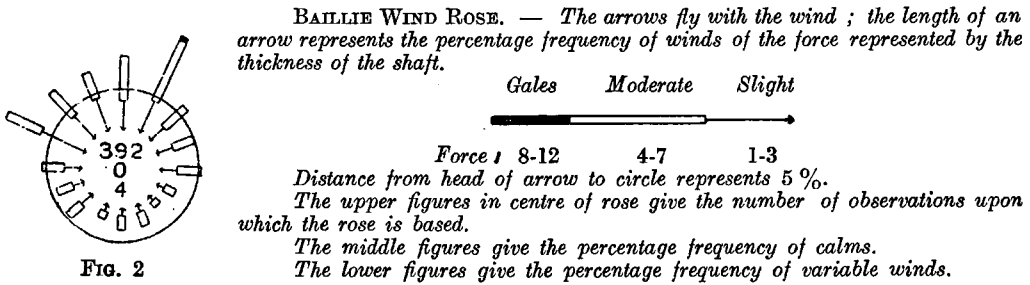 BAILLIE WIND ROSE. — The arrows fly with the wind ; the length of an
arrow represents the percentage frequency of winds of the force represented by the
thickness of the shaft.
Gales Moderate Slight
Force 8-12 4-7 1-3
Distance from head of arrow to circle represents 5 %.
The upper figures in centre of rose give the number of observations upon
which the rose is based.
The middle figures give the percentage frequency of calms.
The lower figures give the percentage frequency of variable winds.
392
0
4
FIG. 2